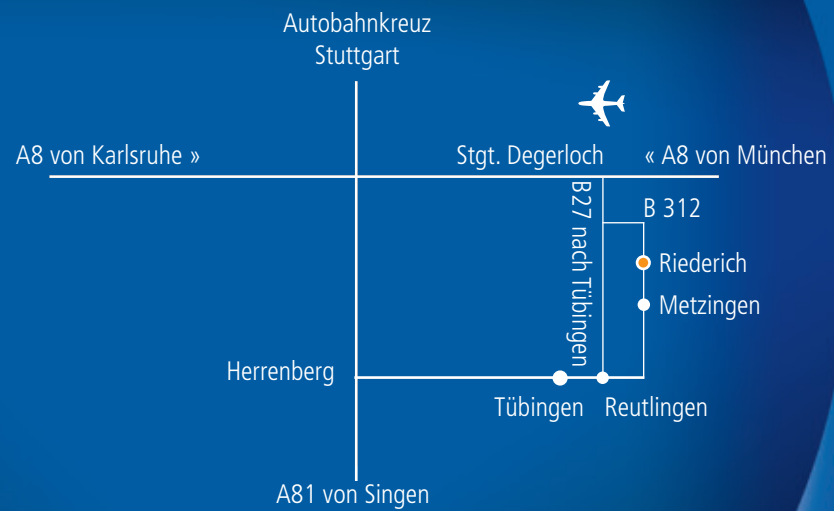 Autobahnkreuz
Stuttgart
A8 von Karlsruhe »
Stgt. Degerloch
« A8 von München
B 312
B27 nach Tübingen
Riederich
Metzingen
Herrenberg
Tübingen
Reutlingen
A81 von Singen